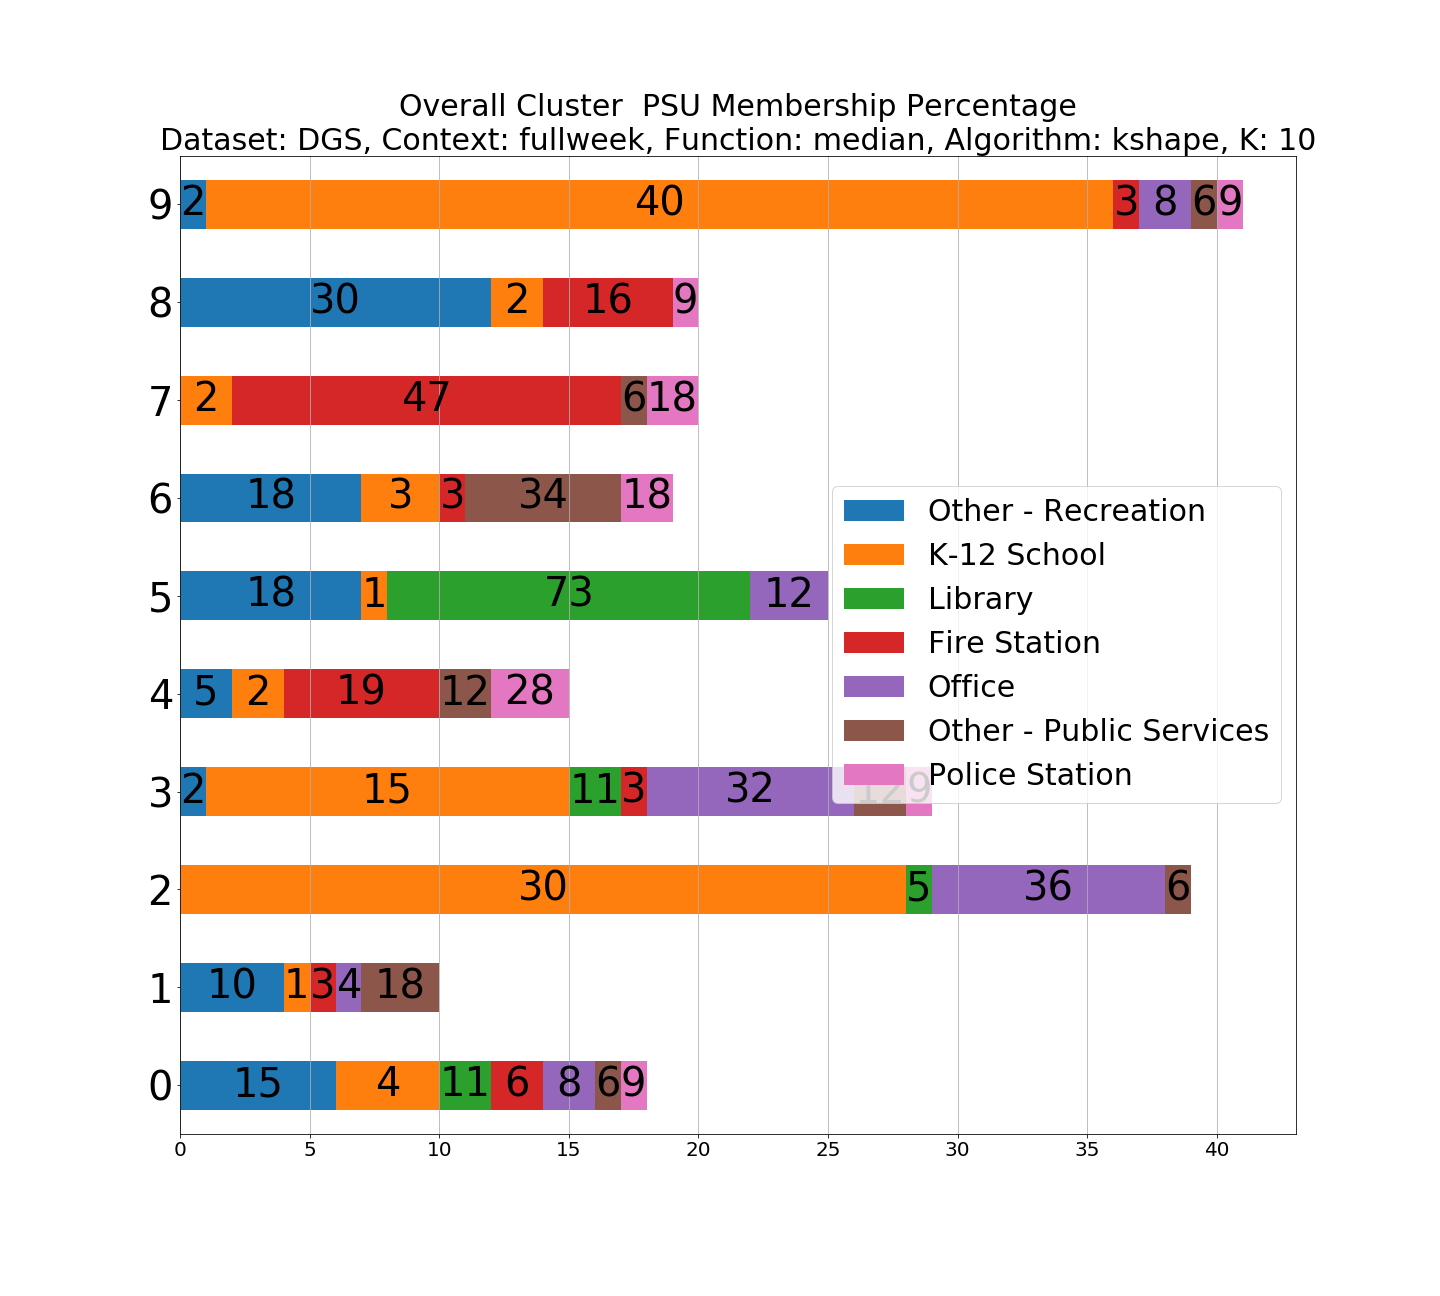 Overall Cluster  PSU Membership Percentage
Dataset: DGS, Context: fullweek, Function: median, Algorithm: kshape, K: 10
9 2 40 3 8 6 9
8 30 2 16 9
7 2 47 6 18
6 18 3 3 34 18
5 18 1 73 12
4 5 2 19 12 28
3 2 15 11 3 32 12 9
2 30 5 36 6
1 10 1 3 4 18
0 15 4 11 6 8 6 9
0 5 10 15 20 25 30 35 40
Other - Recreation
K-12 School
Library
Fire Station
Office
Other - Public Services
Police Station